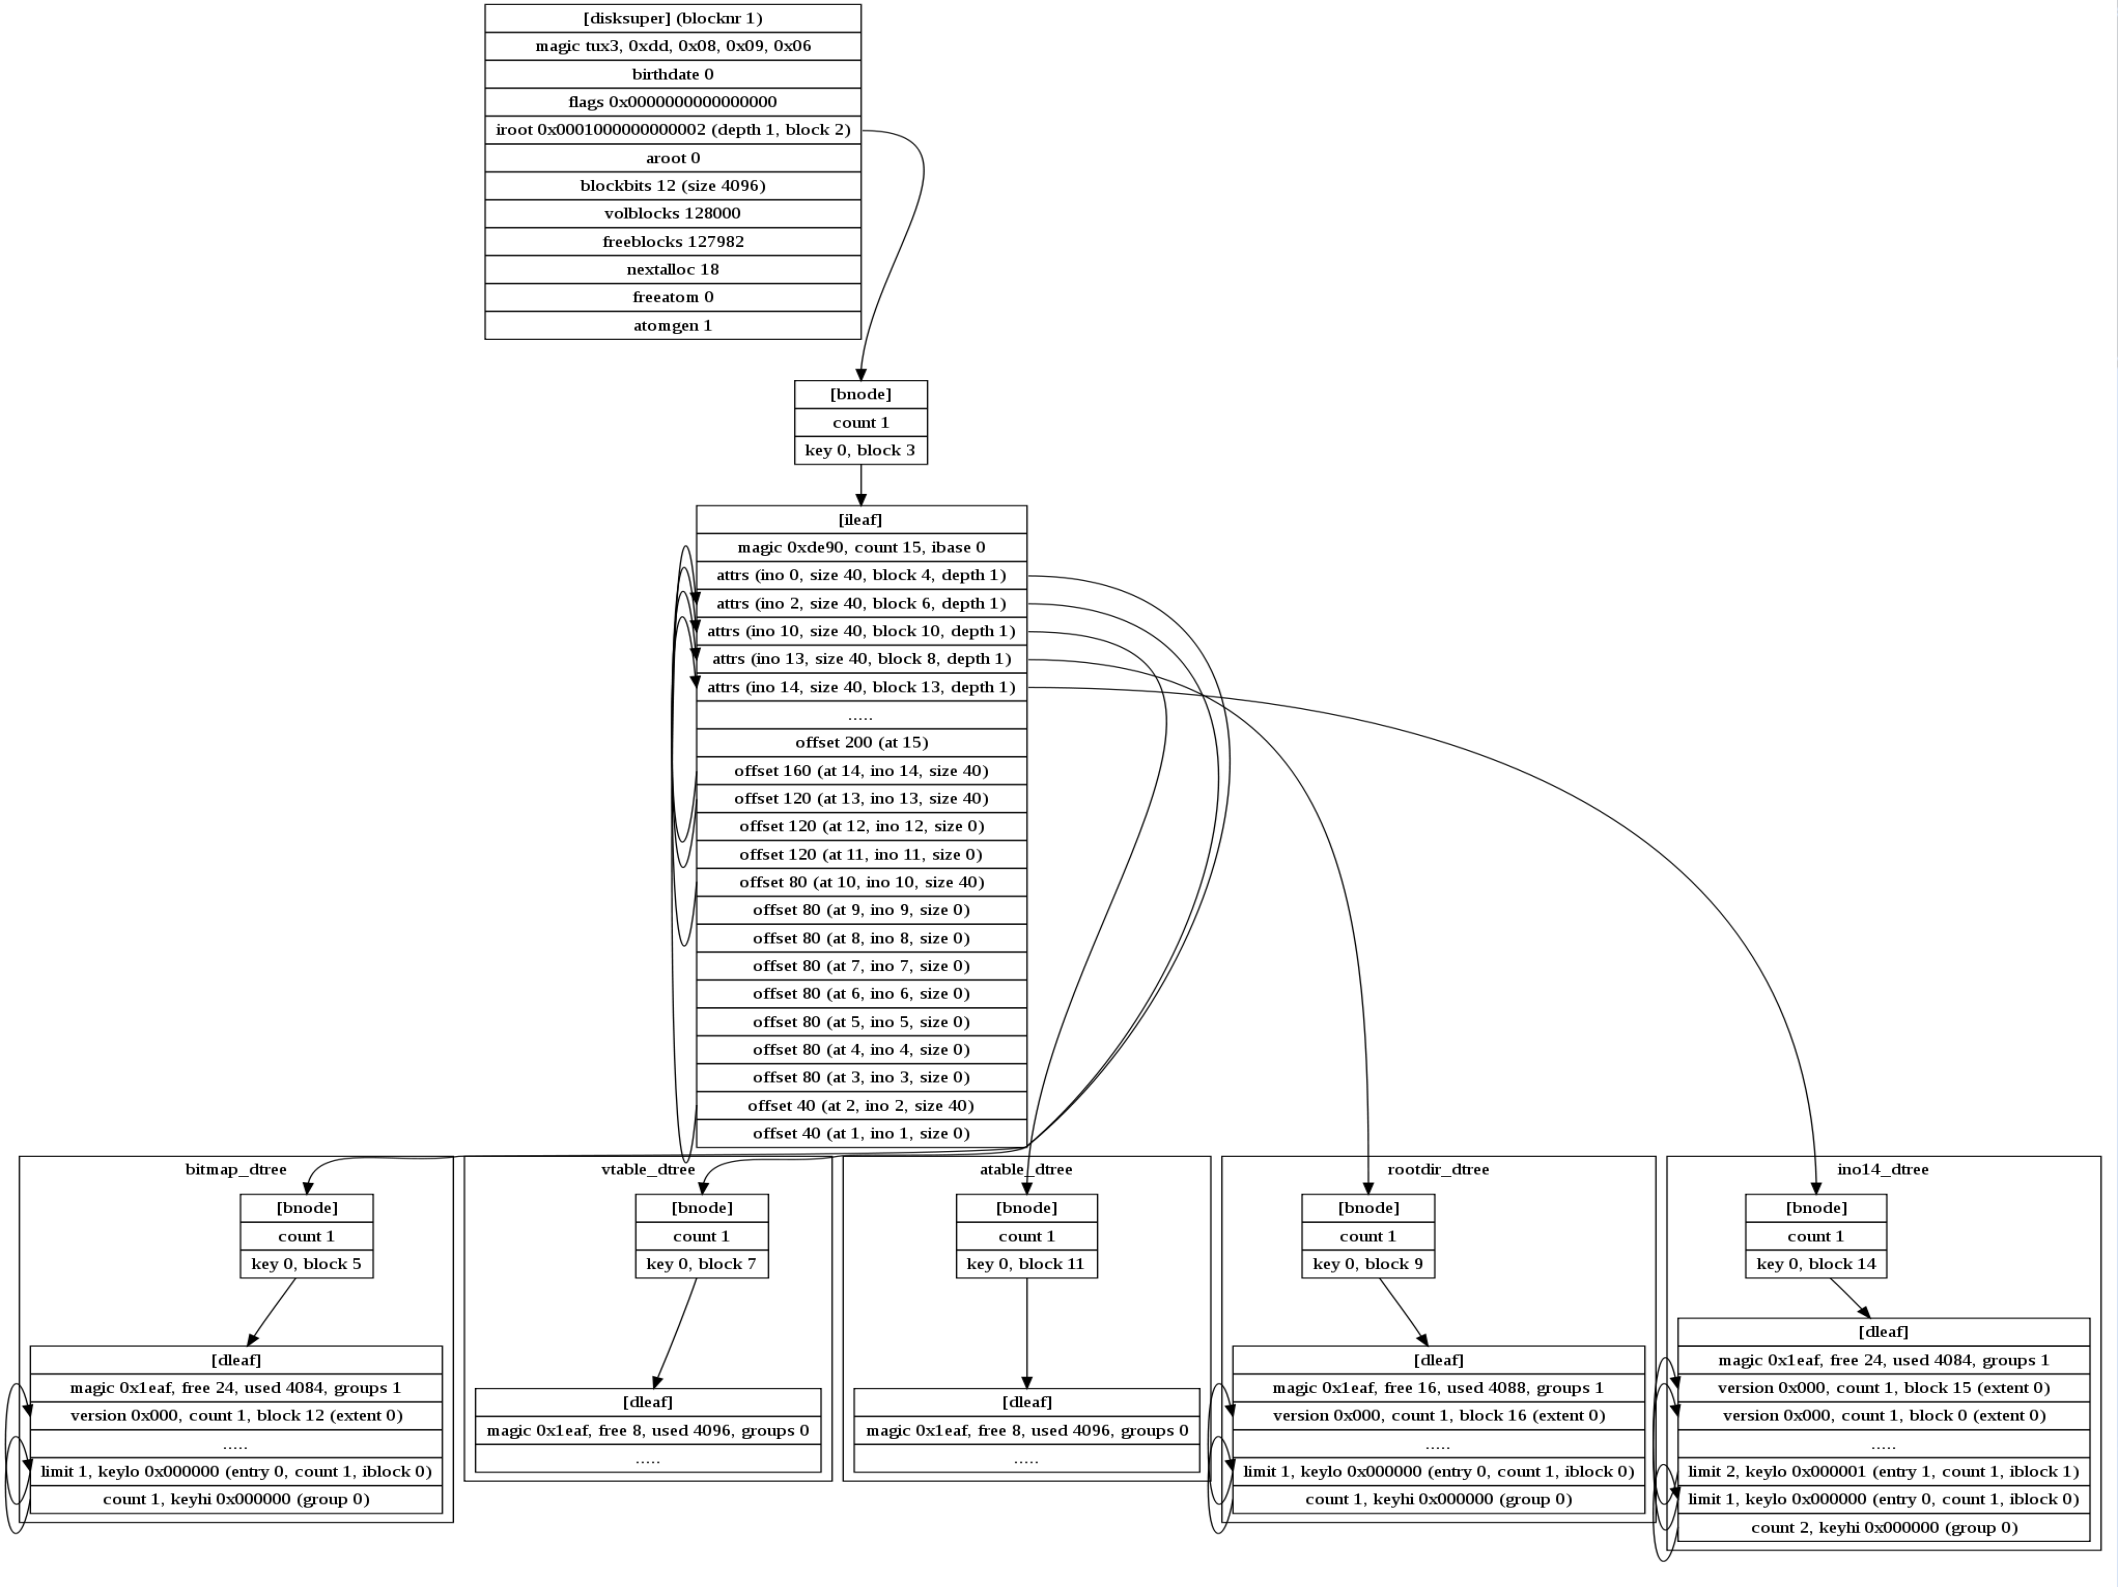 [disksuper] (blocknr 1)
magic tux3, 0xdd, 0x08, 0x09, 0x06
birthdate 0
flags 0x0000000000000000
iroot 0x0001000000000002 (depth 1, block 2)
aroot 0
blockbits 12 (size 4096)
volblocks 128000
freeblocks 127982
nextalloc 18
freeatom 0
atomgen 1
[bnode]
count 1
key 0, block 3
[ileaf]
magic 0xde90, count 15, ibase 0
attrs (ino 0, size 40, block 4, depth 1)
attrs (ino 2, size 40, block 6, depth 1)
attrs (ino 10, size 40, block 10, depth 1)
attrs (ino 13, size 40, block 8, depth 1)
attrs (ino 14, size 40, block 13, depth 1)
.....
offset 200 (at 15)
offset 160 (at 14, ino 14, size 40)
offset 120 (at 13, ino 13, size 40)
offset 120 (at 12, ino 12, size 0)
offset 120 (at 11, ino 11, size 0)
offset 80 (at 10, ino 10, size 40)
offset 80 (at 9, ino 9, size 0)
offset 80 (at 8, ino 8, size 0)
offset 80 (at 7, ino 7, size 0)
offset 80 (at 6, ino 6, size 0)
offset 80 (at 5, ino 5, size 0)
offset 80 (at 4, ino 4, size 0)
offset 80 (at 3, ino 3, size 0)
offset 40 (at 2, ino 2, size 40)
offset 40 (at 1, ino 1, size 0)
bitmap_dtree
[bnode]
count 1
key 0, block 5
[dleaf]
magic 0x1eaf, free 24, used 4084, groups 1
version 0x000, count 1, block 12 (extent 0)
.....
limit 1, keylo 0x000000 (entry 0, count 1, iblock 0)
count 1, keyhi 0x000000 (group 0)
vtable_dtree
[bnode]
count 1
key 0, block 7
[dleaf]
magic 0x1eaf, free 8, used 4096, groups 0
.....
atable_dtree
[bnode]
count 1
key 0, block 11
[dleaf]
magic 0x1eaf, free 8, used 4096, groups 0
.....
rootdir_dtree
[bnode]
count 1
key 0, block 9
[dleaf]
magic 0x1eaf, free 16, used 4088, groups 1
version 0x000, count 1, block 16 (extent 0)
.....
limit 1, keylo 0x000000 (entry 0, count 1, iblock 0)
count 1, keyhi 0x000000 (group 0)
ino14_dtree
[bnode]
count 1
key 0, block 14
[dleaf]
magic 0x1eaf, free 24, used 4084, groups 1
version 0x000, count 1, block 15 (extent 0)
version 0x000, count 1, block 0 (extent 0)
.....
limit 2, keylo 0x000001 (entry 1, count 1, iblock 1)
limit 1, keylo 0x000000 (entry 0, count 1, iblock 0)
count 2, keyhi 0x000000 (group 0)